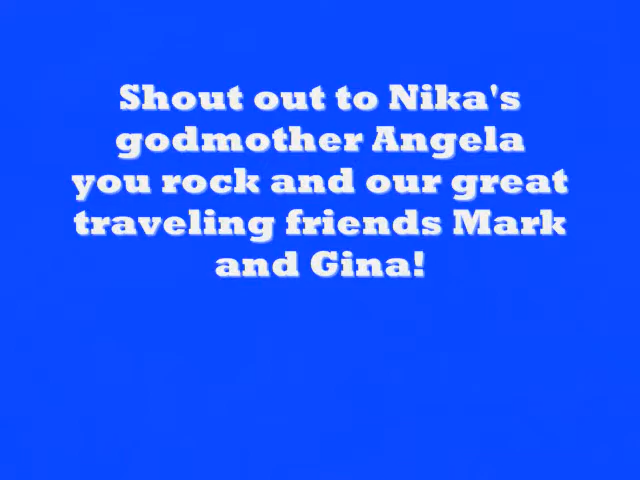 Shout out to Nika's
godmother Angela
you rock and our great
traveling friends Mark
and Gina!